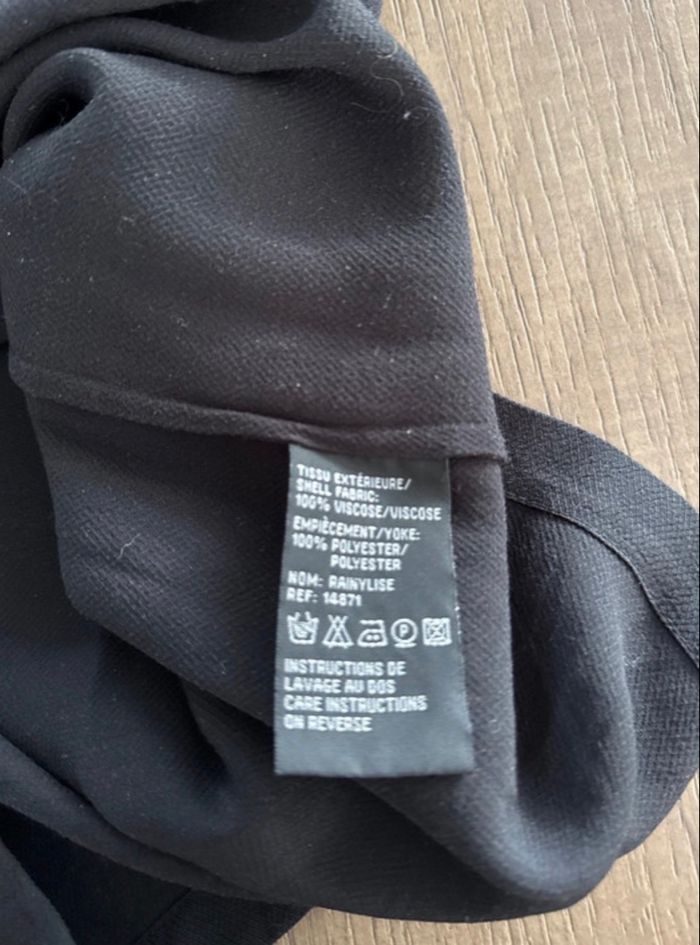 TISSU EXTÉRIEURE/
SHELL FABRIC:
100% VISCOSE/VISCOSE
EMPIÈCEMENT/YOKE:
100% POLYESTER/
POLYESTER
NOM: RAINYLISE
REF: 14871
P
INSTRUCTIONS DE
LAVAGE AU DOS
CARE INSTRUCTIONS
ON REVERSE